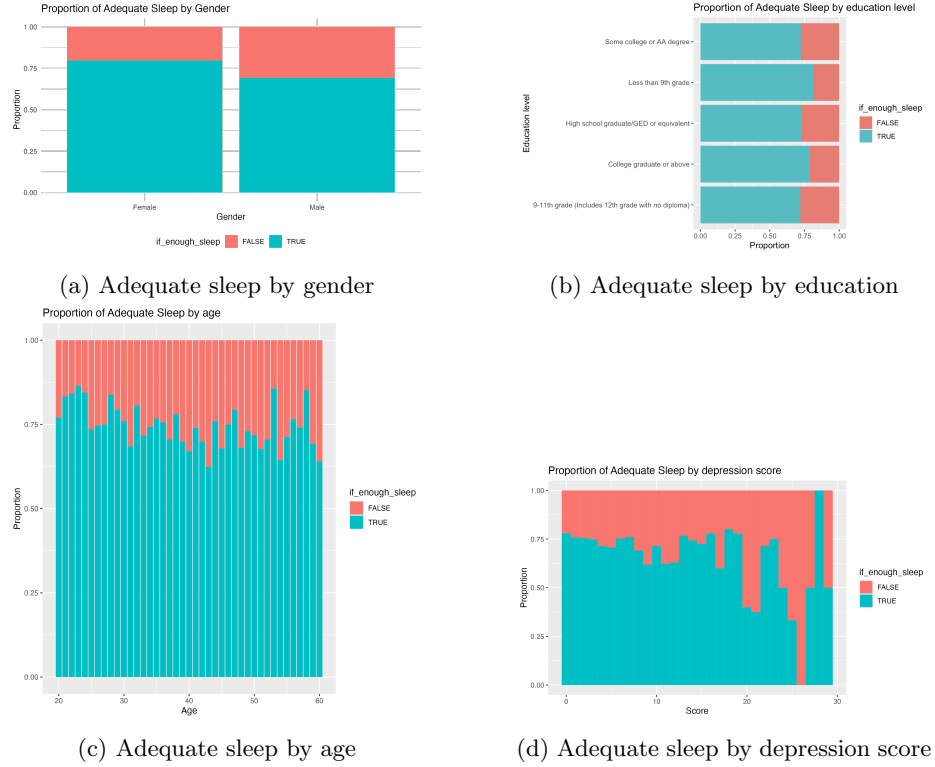 Proportion of Adequate Sleep by Gender
1.00
0.75
0.50
0.25
0.00
Proportion
Female
Male
Gender
if_enough_sleep
FALSE
TRUE
(a) Adequate sleep by gender
Proportion of Adequate Sleep by education level
Some college or AA degree
Less than 9th grade
High school graduate/GED or equivalent
College graduate or above
9-11th grade (Includes 12th grade with no diploma)
Education level
0.00
0.25
0.50
0.75
1.00
Proportion
if_enough_sleep
FALSE
TRUE
(b) Adequate sleep by education
Proportion of Adequate Sleep by age
1.00
0.75
0.50
0.25
0.00
Proportion
20
30
40
50
60
Age
if_enough_sleep
FALSE
TRUE
(c) Adequate sleep by age
Proportion of Adequate Sleep by depression score
1.00
0.75
0.50
0.25
0.00
Proportion
0
10
20
30
Score
if_enough_sleep
FALSE
TRUE
(d) Adequate sleep by depression score